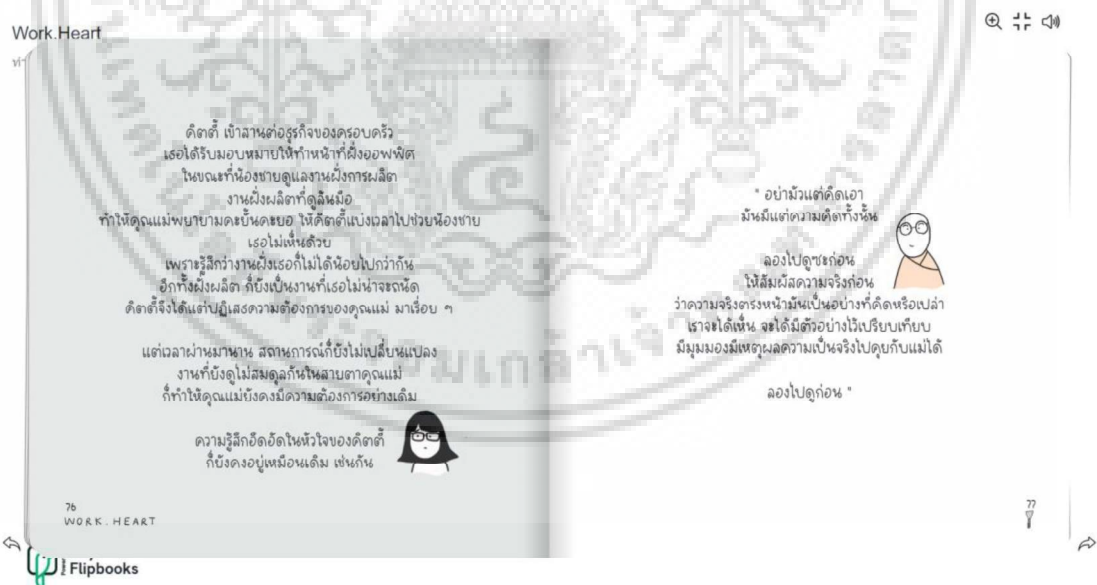 Work.Heart
คิตตี้ เข้าสานต่อธุรกิจของครอบครัว
เธอได้รับมอบหมายให้ทำหน้าที่ฝั่งออฟฟิศ
ในขณะที่น้องชายดูแลงานฝั่งการผลิต
งานฝั่งผลิตที่ดูล้นมือ
ทำให้คุณแม่พยายามคะยั้นคะยอ ให้คิตตี้แบ่งเวลาไปช่วยน้องชาย
เธอไม่เห็นด้วย
เพราะรู้สึกว่างานฝั่งเธอก็ไม่ได้น้อยไปกว่ากัน
อีกทั้งฝั่งผลิต ก็ยังเป็นงานที่เธอไม่น่าจะถนัด
คิตตี้จึงได้แต่ปฏิเสธความต้องการของคุณแม่ มาเรื่อย ๆ
แต่เวลาผ่านมานาน สถานการณ์ก็ยังไม่เปลี่ยนแปลง
งานที่ยังดูไม่สมดุลกันในสายตาคุณแม่
ก็ทำให้คุณแม่ยังคงมีความต้องการอย่างเดิม
ความรู้สึกอึดอัดในหัวใจของคิตตี้
ก็ยังคงอยู่เหมือนเดิม เช่นกัน
76
WORK. HEART
" อย่ามัวแต่คิดเอา
มันมีแต่ความคิดทั้งนั้น
ลองไปดูซะก่อน
ให้สัมผัสความจริงก่อน
ว่าความจริงตรงหน้ามันเป็นอย่างที่คิดหรือเปล่า
เราจะได้เห็น จะได้มีตัวอย่างไว้เปรียบเทียบ
มีมุมมองมีเหตุผลความเป็นจริงไปคุยกับแม่ได้
ลองไปดูก่อน "
77
Flipbooks